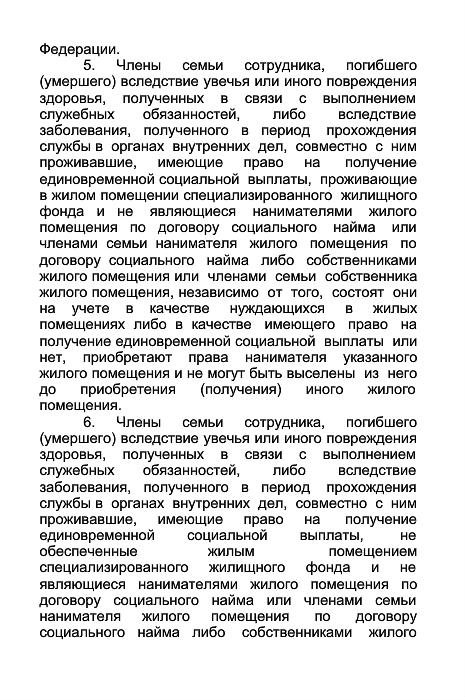 Федерации.
5. Члены семьи сотрудника, погибшего
(умершего) вследствие увечья или иного повреждения
здоровья, полученных в связи с выполнением
служебных обязанностей, либо вследствие
заболевания, полученного в период прохождения
службы в органах внутренних дел, совместно с ним
проживавшие, имеющие право на получение
единовременной социальной выплаты, проживающие
в жилом помещении специализированного жилищного
фонда и не являющиеся нанимателями жилого
помещения по договору социального найма или
членами семьи нанимателя жилого помещения по
договору социального найма либо собственниками
жилого помещения или членами семьи собственника
жилого помещения, независимо от того, состоят они
на учете в качестве нуждающихся в жилых
помещениях либо в качестве имеющего право на
получение единовременной социальной выплаты или
нет, приобретают права нанимателя указанного
жилого помещения и не могут быть выселены из него
до приобретения (получения) иного жилого
помещения.
6. Члены семьи сотрудника, погибшего
(умершего) вследствие увечья или иного повреждения
здоровья, полученных в связи с выполнением
служебных обязанностей, либо вследствие
заболевания, полученного в период прохождения
службы в органах внутренних дел, совместно с ним
проживавшие, имеющие право на получение
единовременной социальной выплаты, не
обеспеченные жилым помещением
специализированного жилищного фонда и не
являющиеся нанимателями жилого помещения по
договору социального найма или членами семьи
нанимателя жилого помещения по договору
социального найма либо собственниками жилого